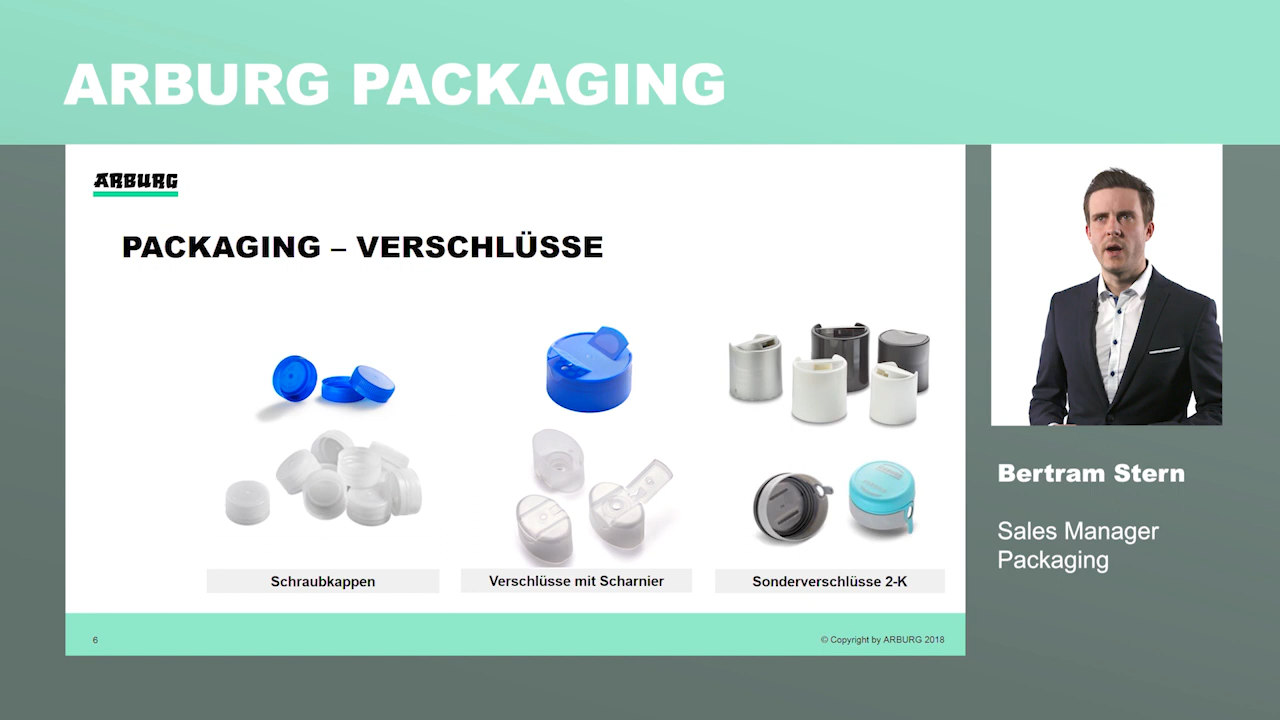 ARBURG PACKAGING
ARBURG
PACKAGING – VERSCHLÜSSE
Schraubkappen
Verschlüsse mit Scharnier
Sonderverschlüsse 2-K
6
© Copyright by ARBURG 2018
Bertram Stern
Sales Manager
Packaging